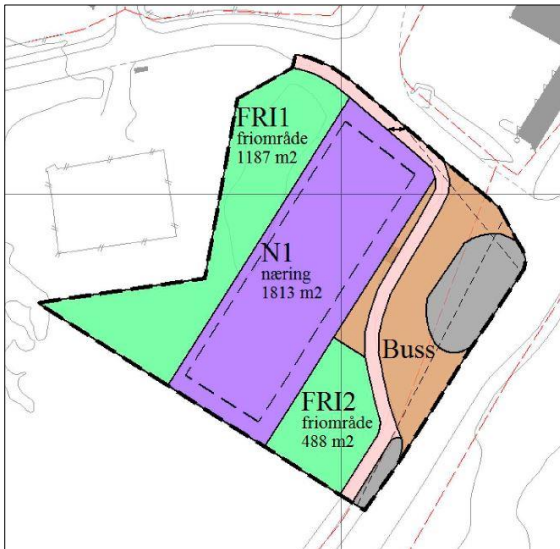 FRI1
friområde
1187 m2
N1
næring
1813 m2
Buss
FRI2
friområde
488 m2